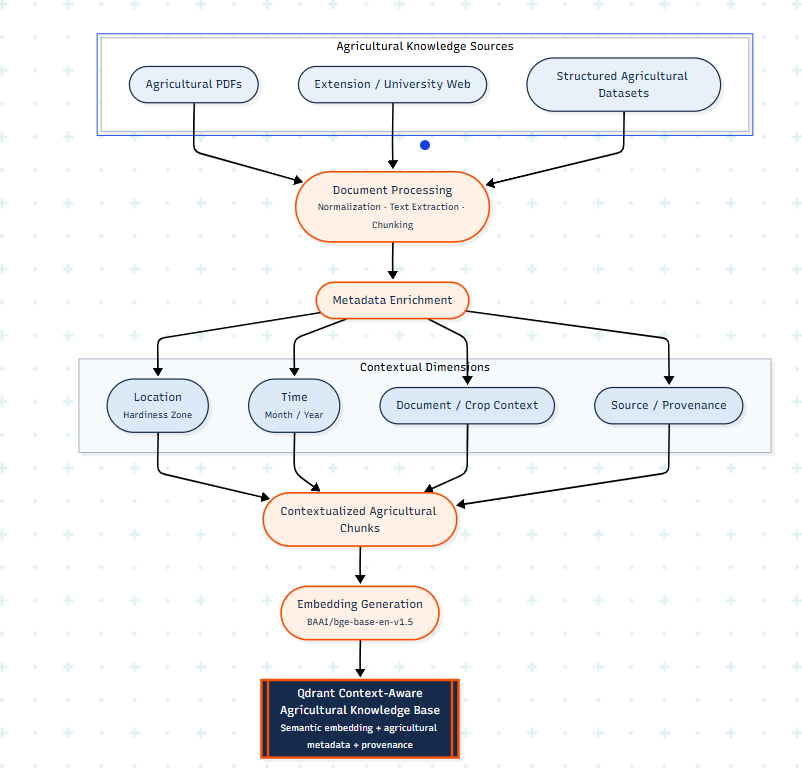 Agricultural Knowledge Sources
Agricultural PDFs
Extension / University Web
Structured Agricultural
Datasets
Document Processing
Normalization · Text Extraction ·
Chunking
Metadata Enrichment
Contextual Dimensions
Location
Hardiness Zone
Time
Month / Year
Document / Crop Context
Source / Provenance
Contextualized Agricultural
Chunks
Embedding Generation
BAAI/bge-base-en-v1.5
Qdrant Context-Aware
Agricultural Knowledge Base
Semantic embedding + agricultural
metadata + provenance